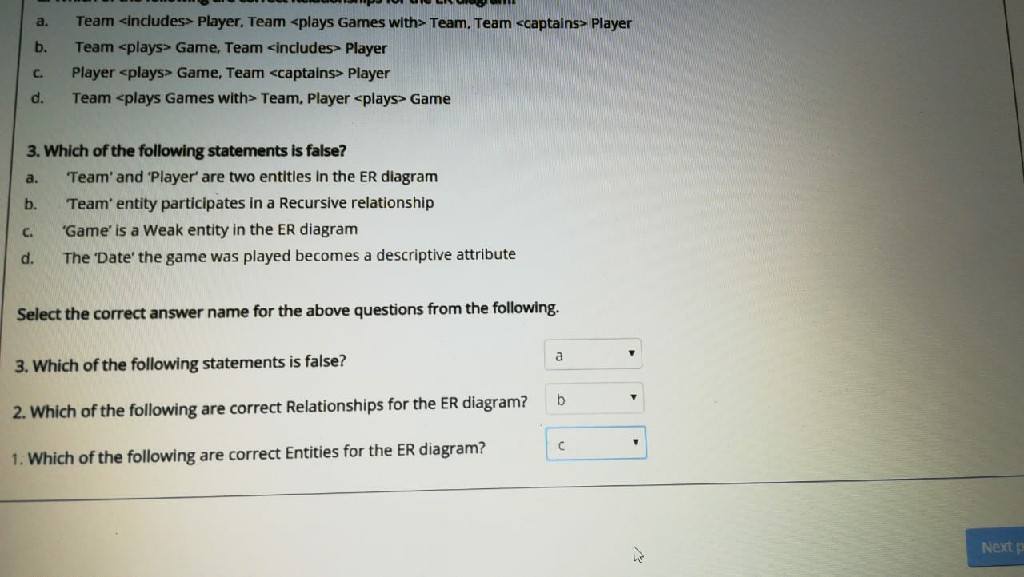 a. Team <includes> Player, Team <plays Games with> Team, Team <captains> Player
b. Team <plays> Game, Team <includes> Player
c. Player <plays> Game, Team <captains> Player
d. Team <plays Games with> Team, Player <plays> Game
3. Which of the following statements is false?
a. 'Team' and 'Player' are two entities in the ER diagram
b. 'Team' entity participates in a Recursive relationship
c. 'Game' is a Weak entity in the ER diagram
d. The 'Date' the game was played becomes a descriptive attribute
Select the correct answer name for the above questions from the following.
3. Which of the following statements is false? a
2. Which of the following are correct Relationships for the ER diagram? b
1. Which of the following are correct Entities for the ER diagram? c
Next p